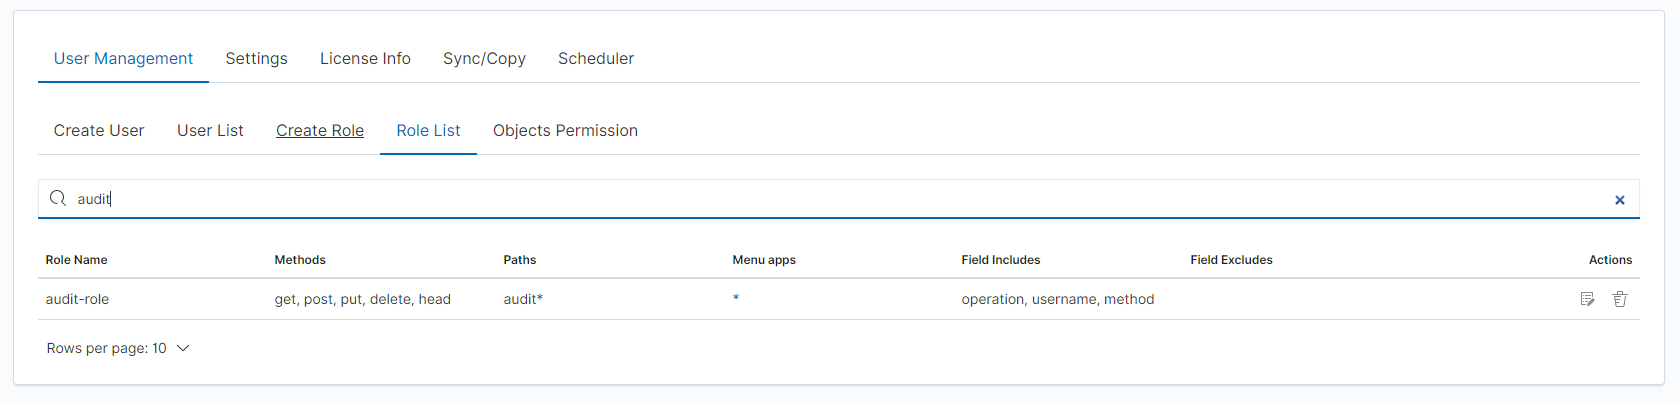 User Management Settings License Info Sync/Copy Scheduler
Create User User List Create Role Role List Objects Permission
audit
Role Name Methods Paths Menu apps Field Includes Field Excludes Actions
audit-role get, post, put, delete, head audit* * operation, username, method
Rows per page: 10